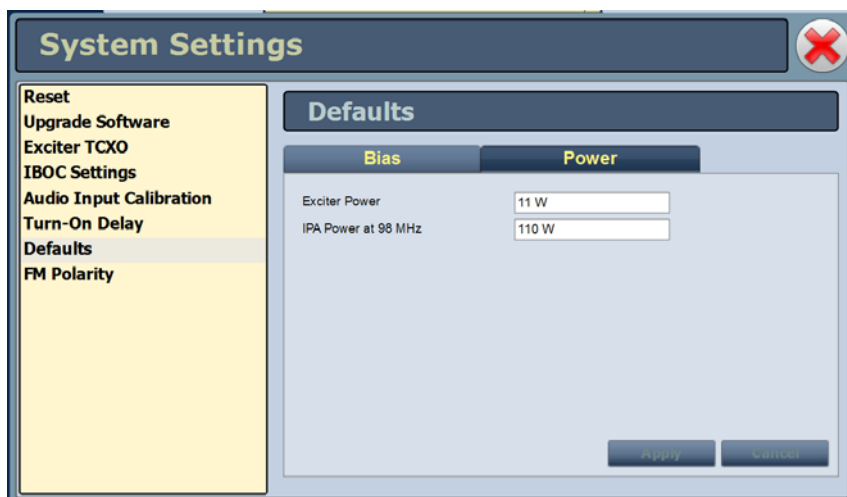 System Settings
Reset
Upgrade Software
Exciter TCXO
IBOC Settings
Audio Input Calibration
Turn-On Delay
Defaults
FM Polarity
Defaults
Bias
Power
Exciter Power
11 W
IPA Power at 98 MHz
110 W
Apply
Cancel